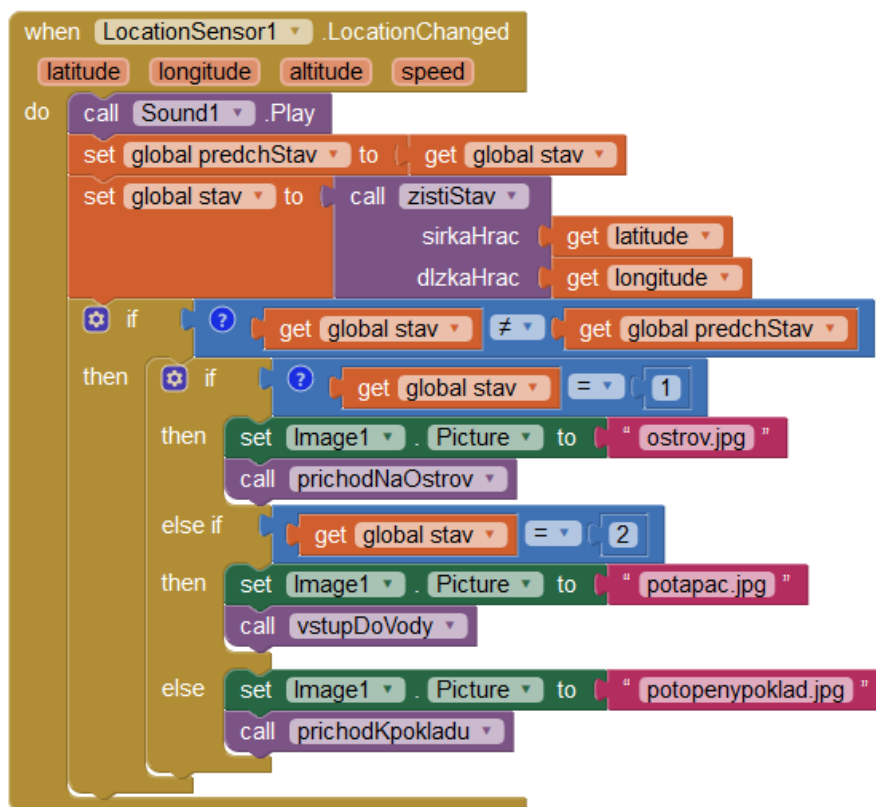 when LocationSensor1 .LocationChanged
latitude longitude altitude speed
do call Sound1 .Play
set global predchStav to get global stav
set global stav to call zistiStav
sirkaHrac get latitude
dlzkaHrac get longitude
if ? get global stav ≠ get global predchStav
then if ? get global stav = 1
then set Image1 . Picture to “ ostrov.jpg ”
call prichodNaOstrov
else if get global stav = 2
then set Image1 . Picture to “ potapac.jpg ”
call vstupDoVody
else set Image1 . Picture to “ potopenypoklad.jpg ”
call prichodKpokladu